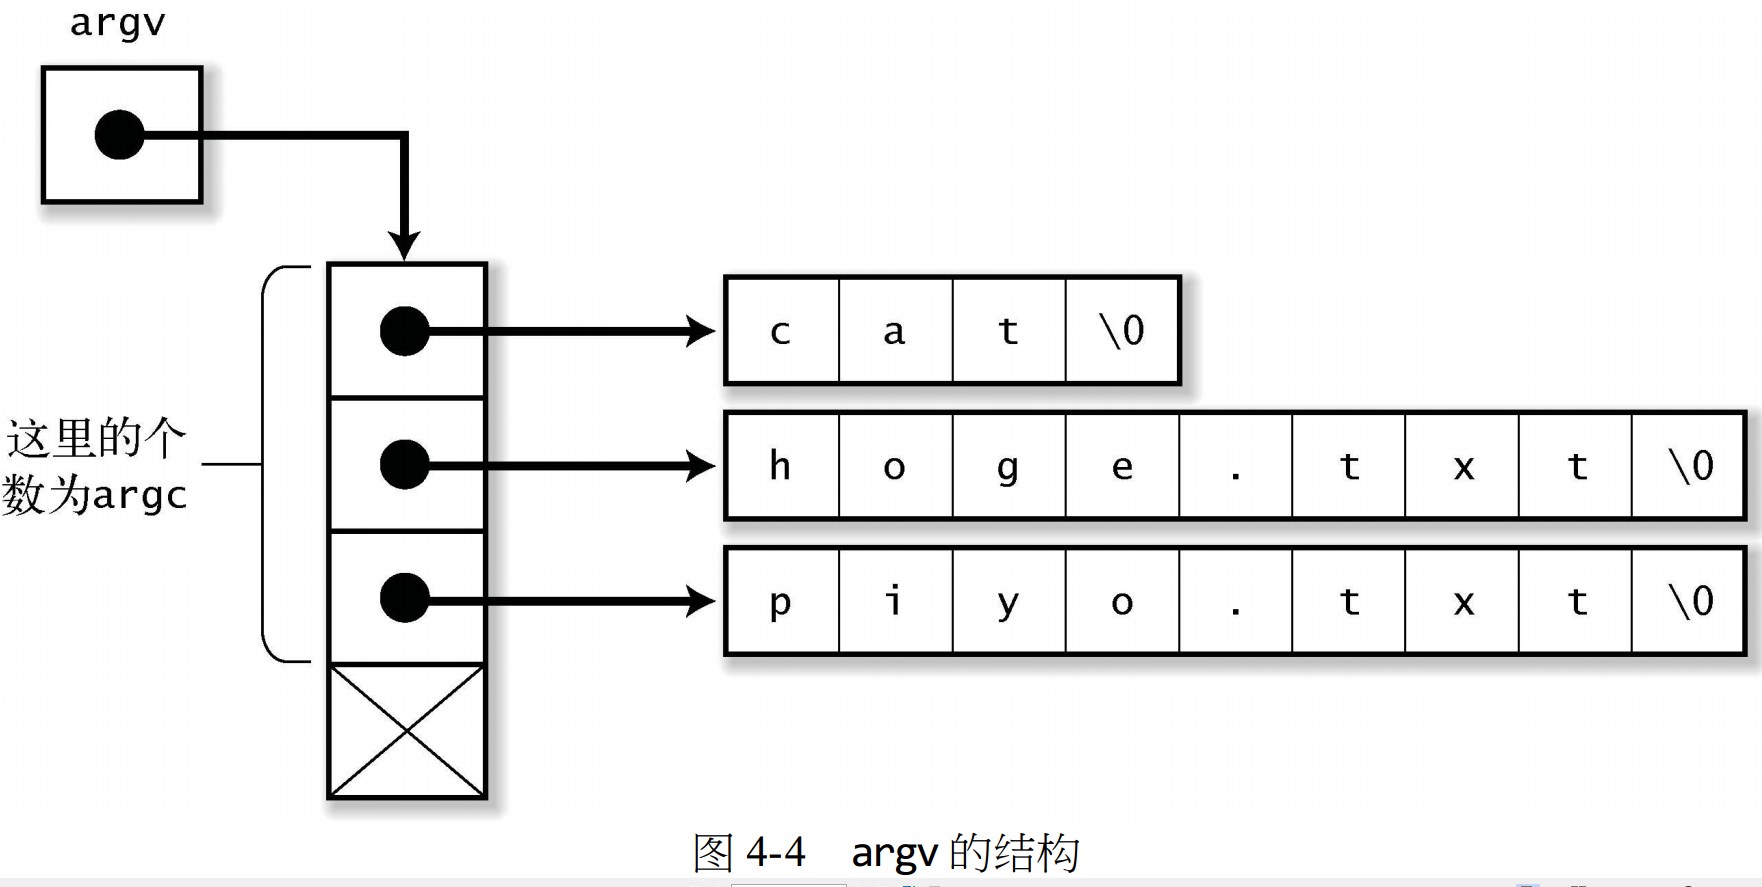 argv
c a t \0
这里的个
数为argc
h o g e . t x t \0
p i y o . t x t \0
图 4-4 argv 的结构